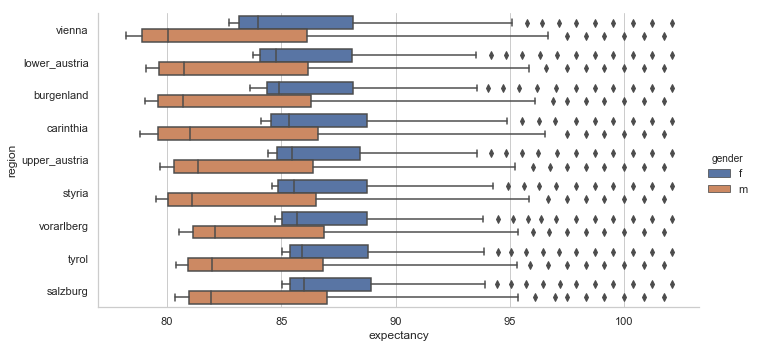 vienna
lower_austria
burgenland
carinthia
upper_austria
styria
vorarlberg
tyrol
salzburg
region
80 85 90 95 100
expectancy
gender
f
m